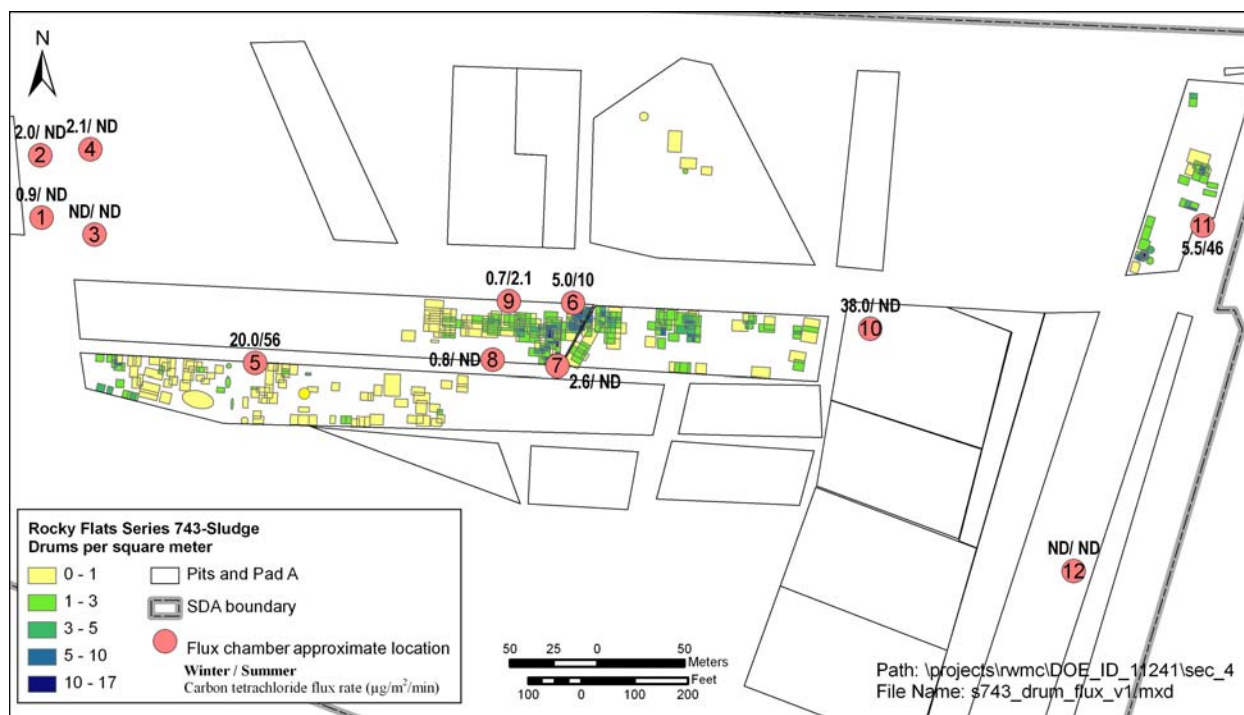 N
2.0/ ND
2.1/ ND
2
4
0.9/ ND
ND/ ND
1
3
11
5.5/46
0.7/2.1
5.0/10
9
6
38.0/ ND
10
20.0/56
5
0.8/ ND
8
7
2.6/ ND
ND/ ND
12
Rocky Flats Series 743-Sludge
Drums per square meter
0 - 1
1 - 3
3 - 5
5 - 10
10 - 17
Pits and Pad A
SDA boundary
Flux chamber approximate location
Winter / Summer
Carbon tetrachloride flux rate (µg/m²/min)
50 25 0 50
Meters
Feet
100 0 100 200
Path: \projects\rwmc\DOE_ID_11241\sec_4
File Name: s743_drum_flux_v1.mxd